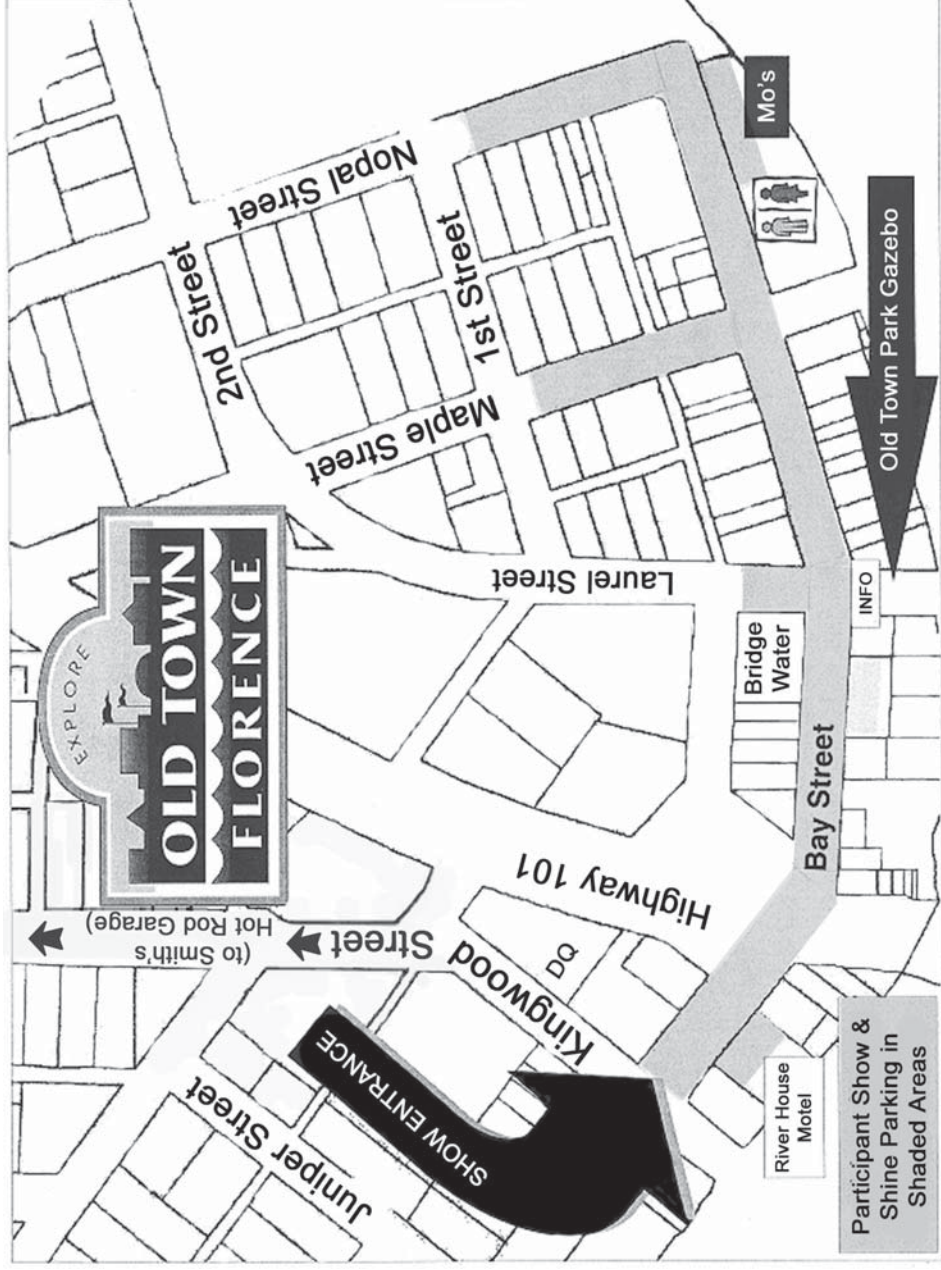 EXPLORE
OLD TOWN
FLORENCE
(to Smith's
Hot Rod Garage)
Kingwood Street
Juniper Street
SHOW ENTRANCE
DQ
Highway 101
Laurel Street
Maple Street
2nd Street
1st Street
Nopal Street
Bay Street
River House
Motel
Bridge
Water
INFO
Mo's
Old Town Park Gazebo
Participant Show &
Shine Parking in
Shaded Areas